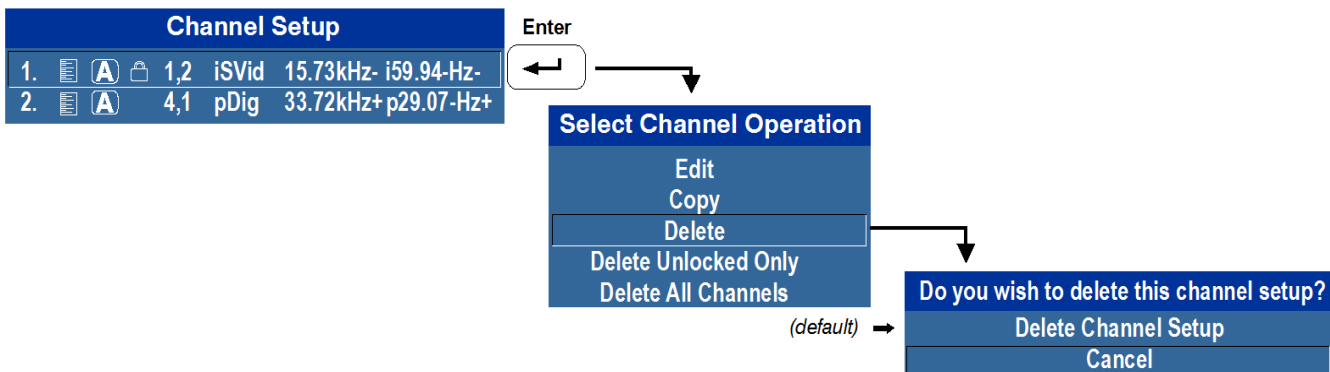 Channel Setup
1. A 1,2 iSVid 15.73kHz- i59.94-Hz-
2. A 4,1 pDig 33.72kHz+ p29.07-Hz+
Enter
Select Channel Operation
Edit
Copy
Delete
Delete Unlocked Only
Delete All Channels
Do you wish to delete this channel setup?
(default)
Delete Channel Setup
Cancel